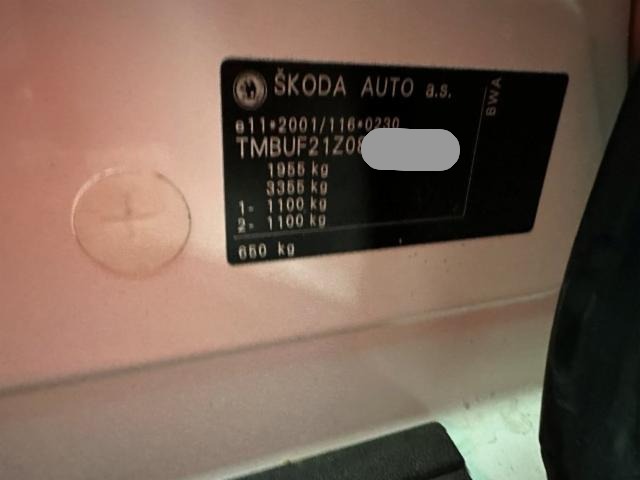 ŠKODA AUTO a.s.
BWA
e11*2001/116*0230
TMBUF21Z08
1955 kg
3355 kg
1- 1100 kg
2- 1100 kg
650 kg